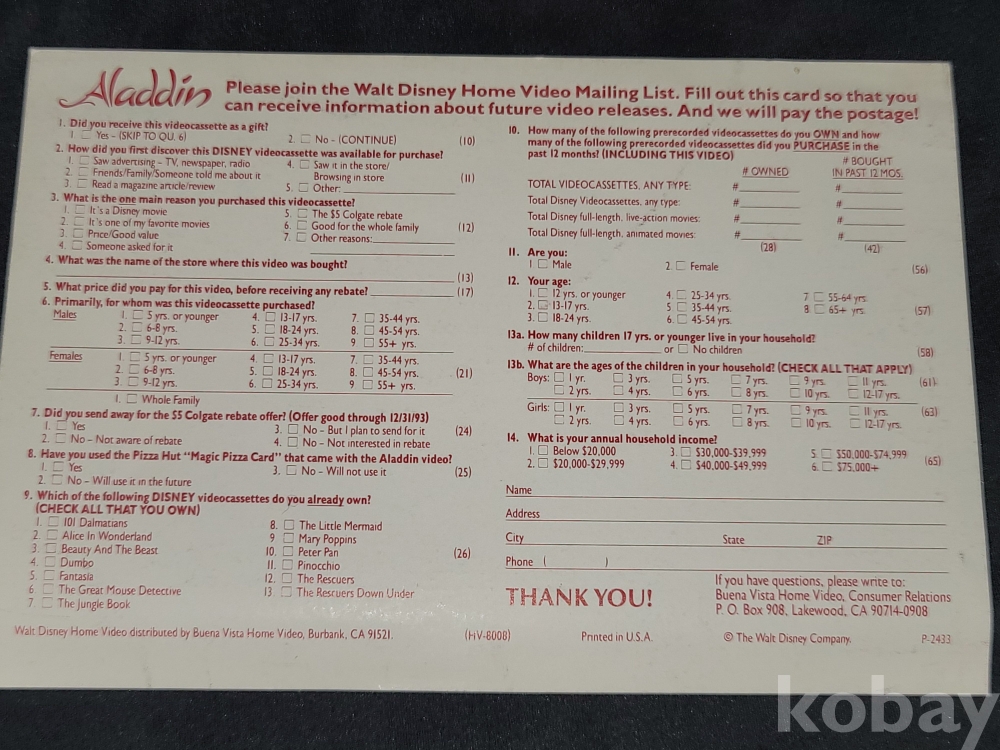 Aladdin
Please join the Walt Disney Home Video Mailing List. Fill out this card so that you
can receive information about future video releases. And we will pay the postage!
1. Did you receive this videocassette as a gift?
1. ☐ Yes – (SKIP TO QU. 6) 2. ☐ No – (CONTINUE) (10)
2. How did you first discover this DISNEY videocassette was available for purchase?
1. ☐ Saw advertising – TV, newspaper, radio 4. ☐ Saw it in the store/
2. ☐ Friends/Family/Someone told me about it Browsing in store (11)
3. ☐ Read a magazine article/review 5. ☐ Other:
3. What is the one main reason you purchased this videocassette?
1. ☐ It's a Disney movie 5. ☐ The $5 Colgate rebate
2. ☐ It's one of my favorite movies 6. ☐ Good for the whole family (12)
3. ☐ Price/Good value 7. ☐ Other reasons:
4. ☐ Someone asked for it
4. What was the name of the store where this video was bought?
(13)
5. What price did you pay for this video, before receiving any rebate? (17)
6. Primarily, for whom was this videocassette purchased?
Males 1. ☐ 5 yrs. or younger 4. ☐ 13-17 yrs. 7. ☐ 35-44 yrs.
2. ☐ 6-8 yrs. 5. ☐ 18-24 yrs. 8. ☐ 45-54 yrs.
3. ☐ 9-12 yrs. 6. ☐ 25-34 yrs. 9 ☐ 55+ yrs.
Females 1. ☐ 5 yrs. or younger 4. ☐ 13-17 yrs. 7. ☐ 35-44 yrs.
2. ☐ 6-8 yrs. 5. ☐ 18-24 yrs. 8. ☐ 45-54 yrs. (21)
3. ☐ 9-12 yrs. 6. ☐ 25-34 yrs. 9 ☐ 55+ yrs.
1. ☐ Whole Family
7. Did you send away for the $5 Colgate rebate offer? (Offer good through 12/31/93)
1. ☐ Yes 3. ☐ No – But I plan to send for it (24)
2. ☐ No – Not aware of rebate 4. ☐ No – Not interested in rebate
8. Have you used the Pizza Hut "Magic Pizza Card" that came with the Aladdin video?
1. ☐ Yes 3. ☐ No – Will not use it (25)
2. ☐ No – Will use it in the future
9. Which of the following DISNEY videocassettes do you already own?
(CHECK ALL THAT YOU OWN)
1. ☐ 101 Dalmatians 8. ☐ The Little Mermaid
2. ☐ Alice In Wonderland 9 ☐ Mary Poppins
3. ☐ Beauty And The Beast 10. ☐ Peter Pan (26)
4. ☐ Dumbo 11. ☐ Pinocchio
5. ☐ Fantasia 12. ☐ The Rescuers
6 ☐ The Great Mouse Detective 13 ☐ The Rescuers Down Under
7. ☐ The Jungle Book
10. How many of the following prerecorded videocassettes do you OWN and how
many of the following prerecorded videocassettes did you PURCHASE in the
past 12 months? (INCLUDING THIS VIDEO)
# BOUGHT
# OWNED IN PAST 12 MOS.
TOTAL VIDEOCASSETTES, ANY TYPE: # #
Total Disney Videocassettes, any type: # #
Total Disney full-length, live-action movies: # #
Total Disney full-length, animated movies: # #
(28) (42)
11. Are you:
1 ☐ Male 2. ☐ Female (56)
12. Your age:
1. ☐ 12 yrs. or younger 4. ☐ 25-34 yrs. 7 ☐ 55-64 yrs.
2. ☐ 13-17 yrs. 5 ☐ 35-44 yrs. 8 ☐ 65+ yrs. (57)
3. ☐ 18-24 yrs. 6. ☐ 45-54 yrs.
13a. How many children 17 yrs. or younger live in your household?
# of children: or ☐ No children (58)
13b. What are the ages of the children in your household? (CHECK ALL THAT APPLY)
Boys: ☐ 1 yr. ☐ 3 yrs. ☐ 5 yrs. ☐ 7 yrs. ☐ 9 yrs. ☐ 11 yrs. (61)
☐ 2 yrs. ☐ 4 yrs. ☐ 6 yrs. ☐ 8 yrs. ☐ 10 yrs. ☐ 12-17 yrs.
Girls: ☐ 1 yr. ☐ 3 yrs. ☐ 5 yrs. ☐ 7 yrs. ☐ 9 yrs. ☐ 11 yrs. (63)
☐ 2 yrs. ☐ 4 yrs. ☐ 6 yrs. ☐ 8 yrs. ☐ 10 yrs. ☐ 12-17 yrs.
14. What is your annual household income?
1. ☐ Below $20,000 3. ☐ $30,000-$39,999 5. ☐ $50,000-$74,999
2. ☐ $20,000-$29,999 4. ☐ $40,000-$49,999 6. ☐ $75,000+ (65)
Name
Address
City State ZIP
Phone ( )
THANK YOU!
If you have questions, please write to:
Buena Vista Home Video, Consumer Relations
P. O. Box 908, Lakewood, CA 90714-0908
Walt Disney Home Video distributed by Buena Vista Home Video, Burbank, CA 91521. (HV-8008) Printed in U.S.A. © The Walt Disney Company. P-2433
kobay